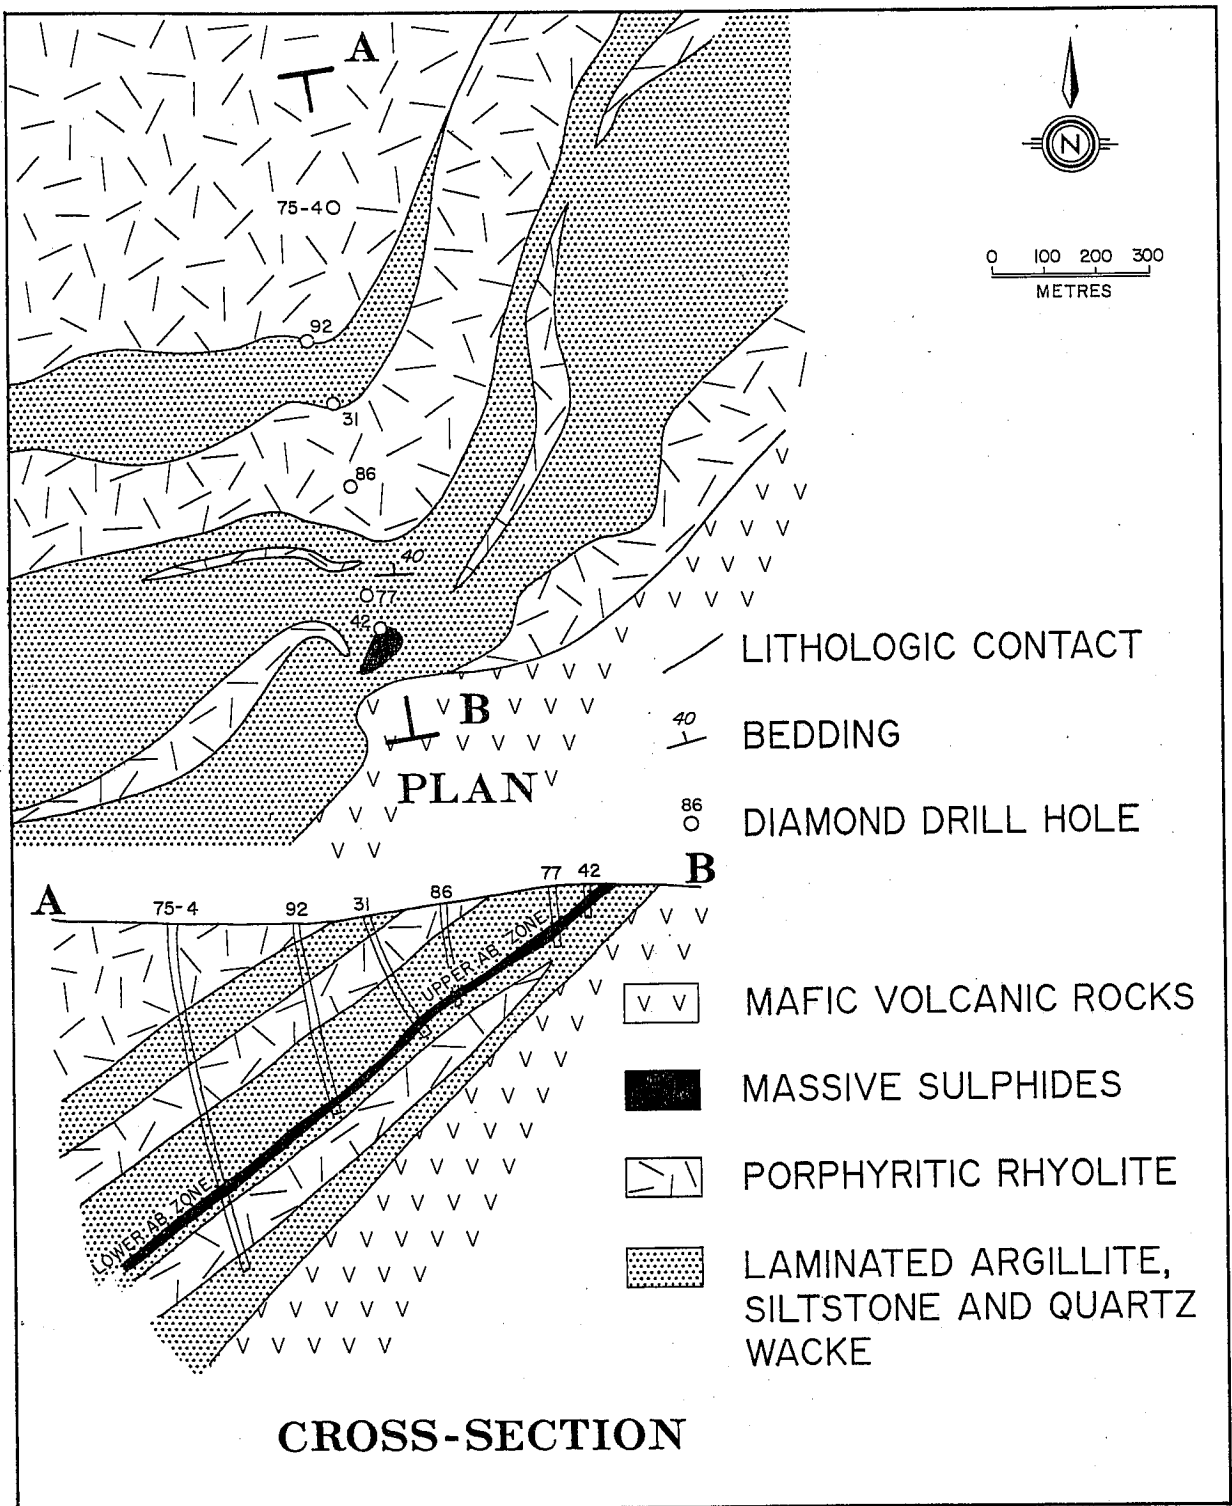 A
N
75-4
0 100 200 300
METRES
92
31
86
40
77
42
B
PLAN
LITHOLOGIC CONTACT
40
BEDDING
86
DIAMOND DRILL HOLE
A
75-4
92
31
86
77
42
B
UPPER AB ZONE
LOWER AB ZONE
V V
MAFIC VOLCANIC ROCKS
MASSIVE SULPHIDES
PORPHYRITIC RHYOLITE
LAMINATED ARGILLITE,
SILTSTONE AND QUARTZ
WACKE
CROSS-SECTION